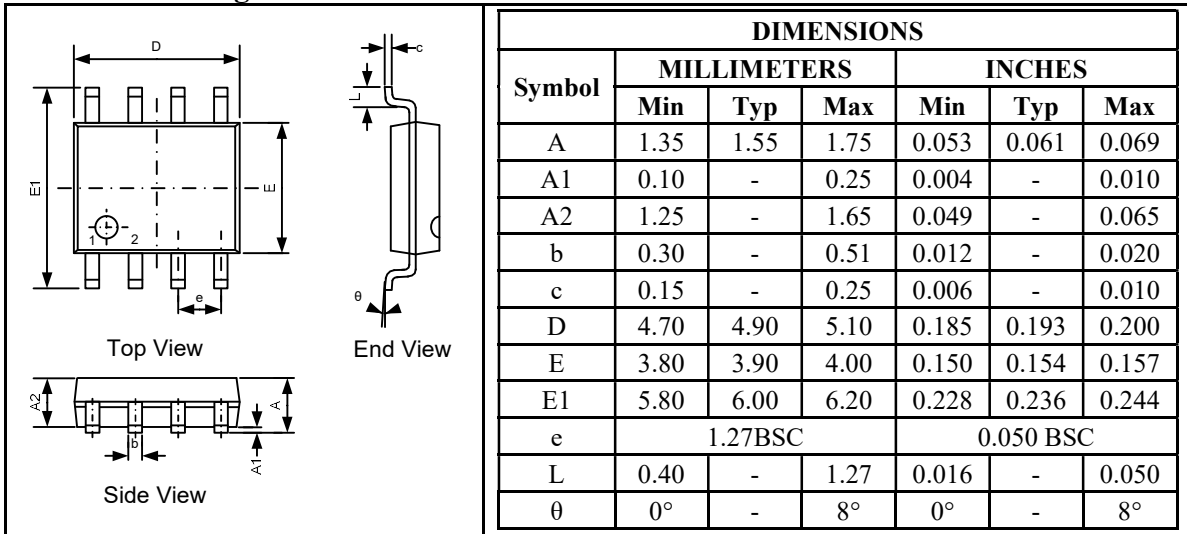 D
c
L
E1
E
1 2
e
θ
Top View
End View
A2
A
b
A1
Side View
DIMENSIONS
Symbol MILLIMETERS INCHES
Min Typ Max Min Typ Max
A 1.35 1.55 1.75 0.053 0.061 0.069
A1 0.10 - 0.25 0.004 - 0.010
A2 1.25 - 1.65 0.049 - 0.065
b 0.30 - 0.51 0.012 - 0.020
c 0.15 - 0.25 0.006 - 0.010
D 4.70 4.90 5.10 0.185 0.193 0.200
E 3.80 3.90 4.00 0.150 0.154 0.157
E1 5.80 6.00 6.20 0.228 0.236 0.244
e 1.27BSC 0.050 BSC
L 0.40 - 1.27 0.016 - 0.050
θ 0° - 8° 0° - 8°